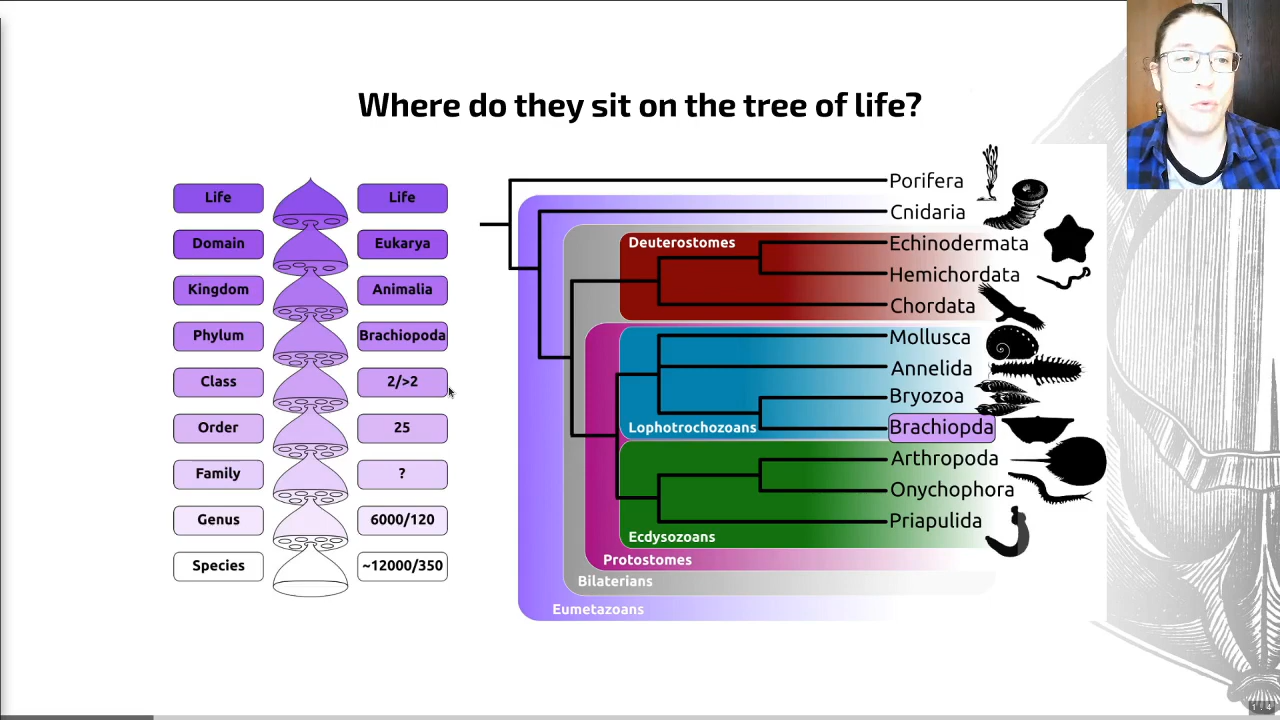 Where do they sit on the tree of life?
Life
Life
Domain
Eukarya
Kingdom
Animalia
Phylum
Brachiopoda
Class
2/>2
Order
25
Family
?
Genus
6000/120
Species
~12000/350
Porifera
Cnidaria
Deuterostomes
Echinodermata
Hemichordata
Chordata
Mollusca
Annelida
Bryozoa
Lophotrochozoans
Brachiopda
Arthropoda
Onychophora
Priapulida
Ecdysozoans
Protostomes
Bilaterians
Eumetazoans
1 . 4